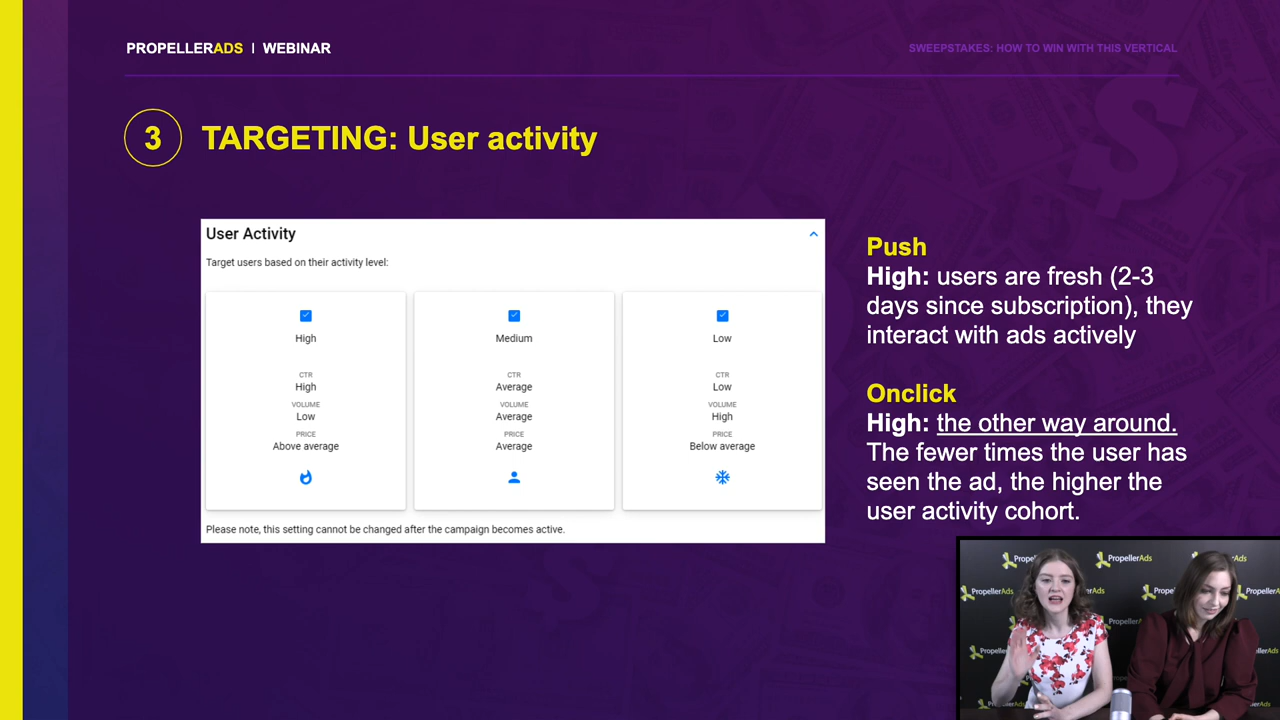 PROPELLERADS | WEBINAR
SWEEPSTAKES: HOW TO WIN WITH THIS VERTICAL
3
TARGETING: User activity
User Activity
Target users based on their activity level:
High
CTR
High
VOLUME
Low
PRICE
Above average
Medium
CTR
Average
VOLUME
Average
PRICE
Average
Low
CTR
Low
VOLUME
High
PRICE
Below average
Please note, this setting cannot be changed after the campaign becomes active.
Push
High: users are fresh (2-3
days since subscription), they
interact with ads actively
Onclick
High: the other way around.
The fewer times the user has
seen the ad, the higher the
user activity cohort.
PropellerAds
PropellerAds